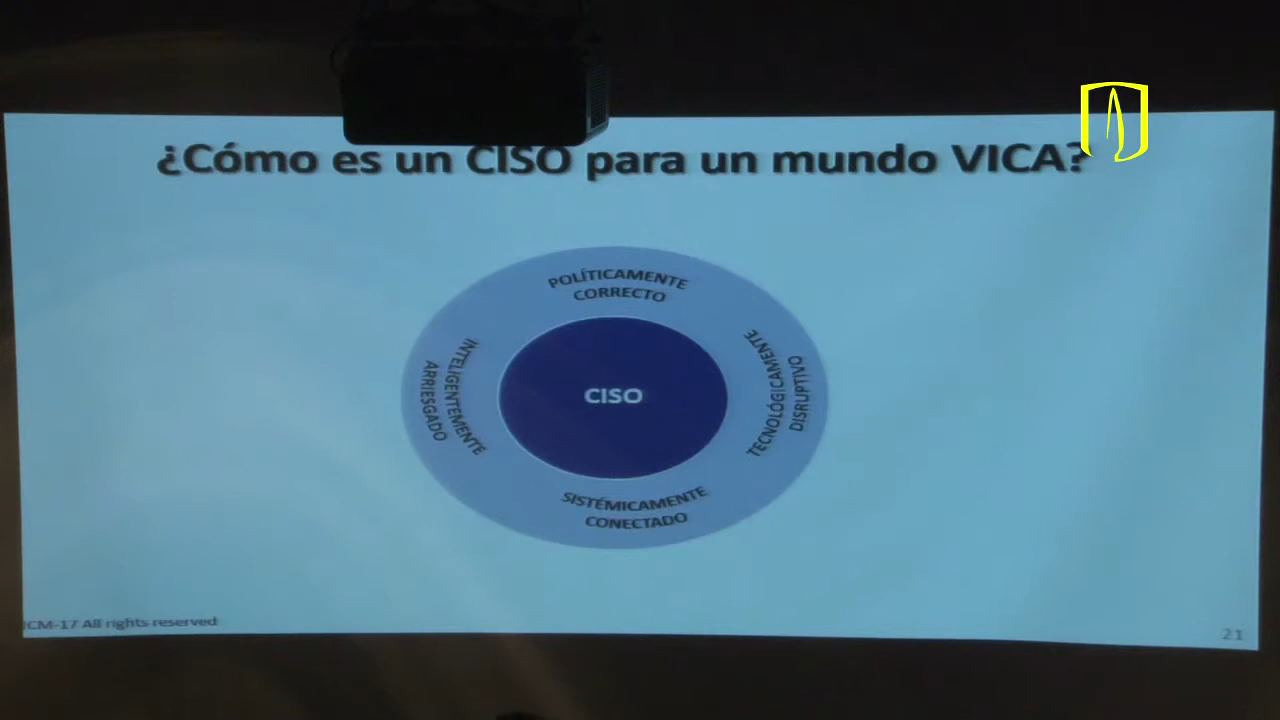 ¿Cómo es un CISO para un mundo VICA?
POLÍTICAMENTE
CORRECTO
INTELIGENTEMENTE
ARRIESGADO
CISO
TECNOLÓGICAMENTE
DISRUPTIVO
SISTÉMICAMENTE
CONECTADO
JCM-17 All rights reserved
21